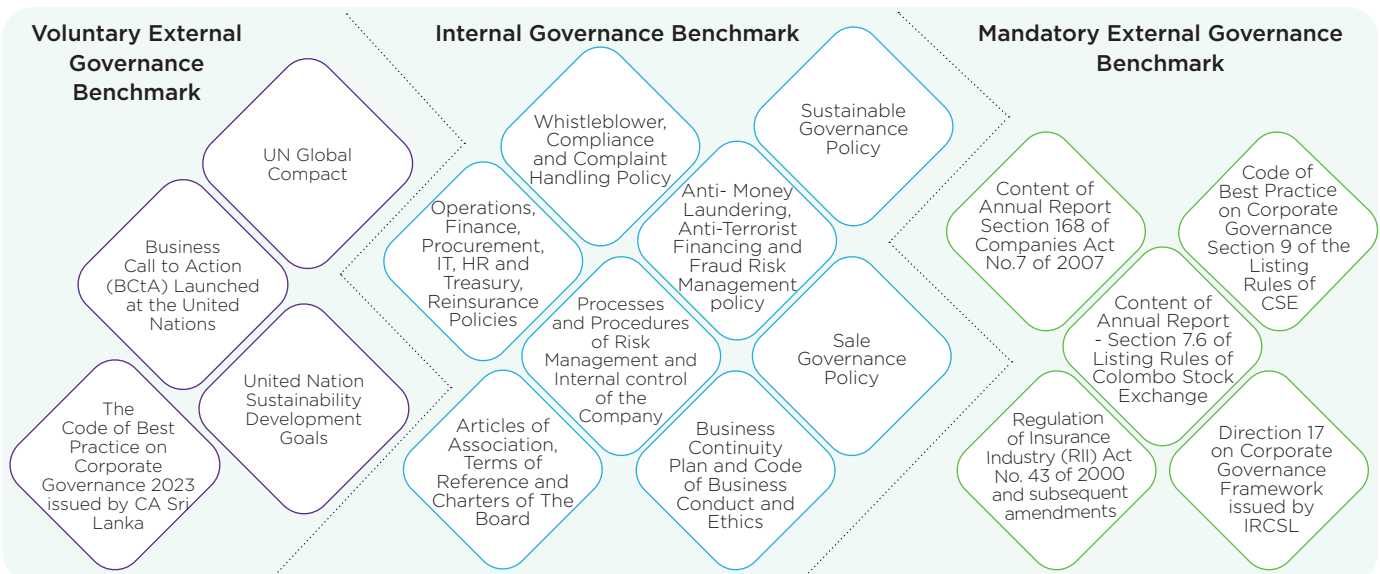 Voluntary External
Governance
Benchmark
UN Global
Compact
Business
Call to Action
(BCtA) Launched
at the United
Nations
United Nation
Sustainability
Development
Goals
The
Code of Best
Practice on
Corporate
Governance 2023
issued by CA Sri
Lanka
Internal Governance Benchmark
Whistleblower,
Compliance
and Complaint
Handling Policy
Sustainable
Governance
Policy
Operations,
Finance,
Procurement,
IT, HR and
Treasury,
Reinsurance
Policies
Anti- Money
Laundering,
Anti-Terrorist
Financing and
Fraud Risk
Management
policy
Processes
and Procedures
of Risk
Management and
Internal control
of the
Company
Sale
Governance
Policy
Articles of
Association,
Terms of
Reference and
Charters of The
Board
Business
Continuity
Plan and Code
of Business
Conduct and
Ethics
Mandatory External Governance
Benchmark
Content of
Annual Report
Section 168 of
Companies Act
No.7 of 2007
Code of
Best Practice
on Corporate
Governance
Section 9 of the
Listing
Rules of
CSE
Content of
Annual Report
- Section 7.6 of
Listing Rules of
Colombo Stock
Exchange
Regulation
of Insurance
Industry (RII) Act
No. 43 of 2000
and subsequent
amendments
Direction 17
on Corporate
Governance
Framework
issued by
IRCSL